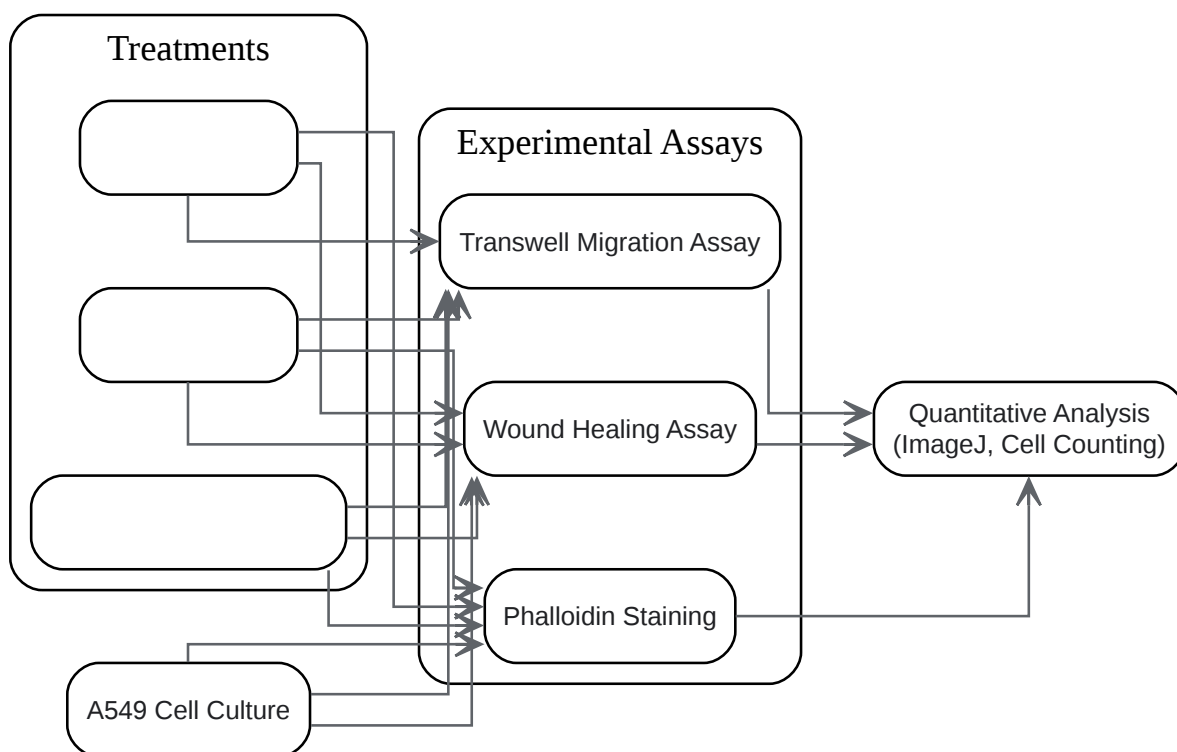 Treatments
Experimental Assays
Transwell Migration Assay
Wound Healing Assay
Quantitative Analysis
(ImageJ, Cell Counting)
Phalloidin Staining
A549 Cell Culture